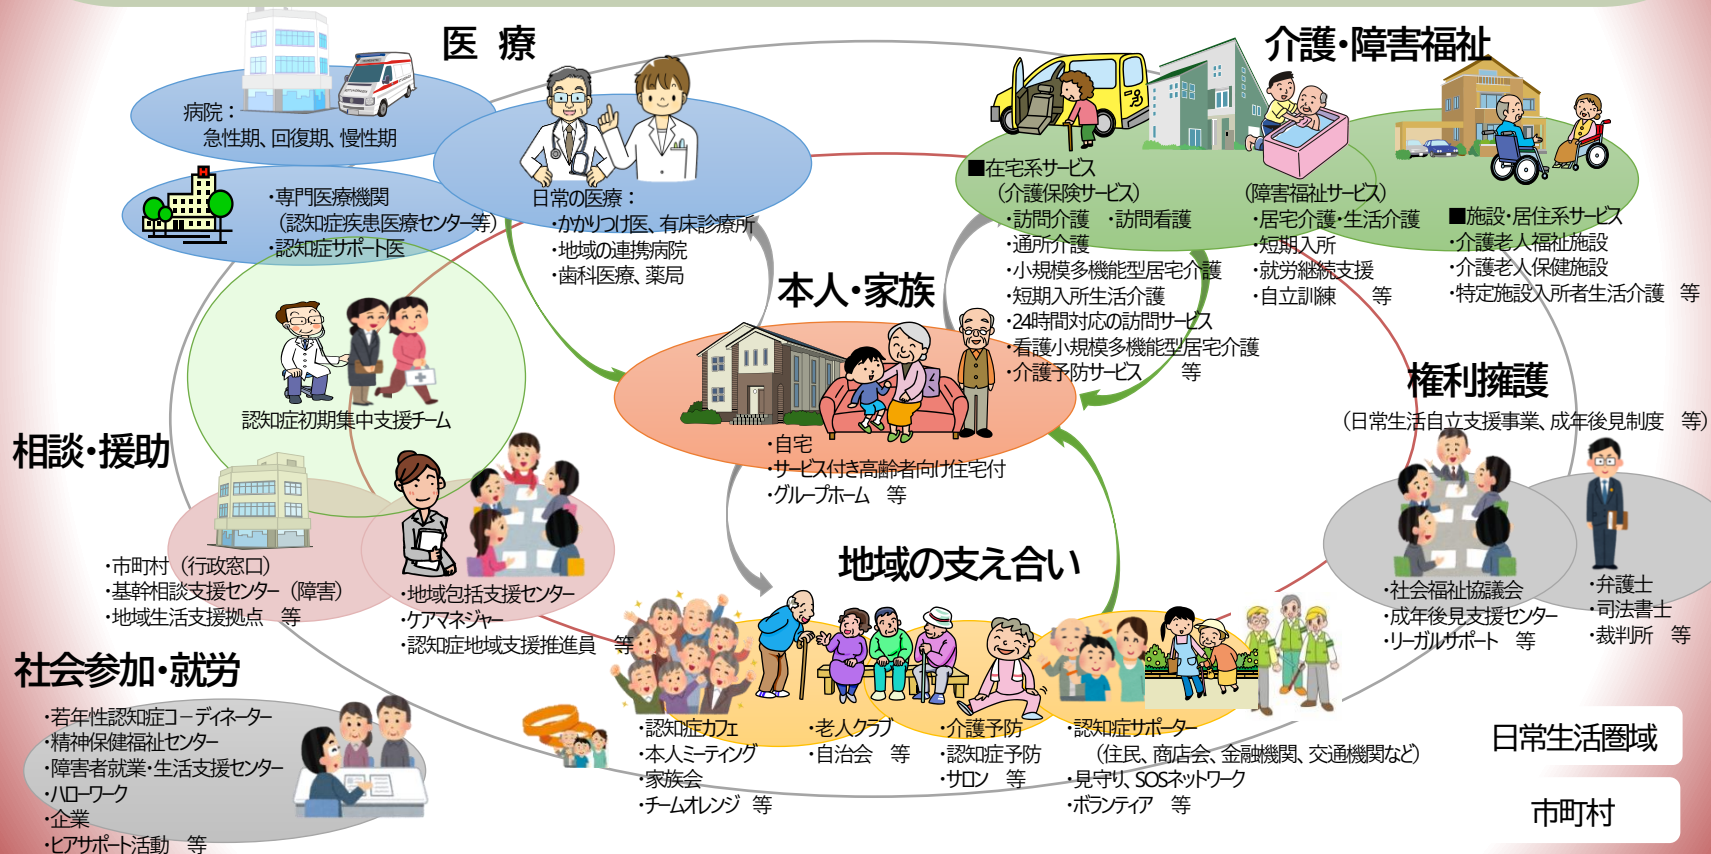 医 療
病院：
急性期、回復期、慢性期
・専門医療機関
（認知症疾患医療センター等）
・認知症サポート医
日常の医療：
・かかりつけ医、有床診療所
・地域の連携病院
・歯科医療、薬局
介護・障害福祉
■在宅系サービス
（介護保険サービス）
・訪問介護　・訪問看護
・通所介護
・小規模多機能型居宅介護
・短期入所生活介護
・24時間対応の訪問サービス
・看護小規模多機能型居宅介護
・介護予防サービス　等
（障害福祉サービス）
・居宅介護・生活介護
・短期入所
・就労継続支援
・自立訓練　等
■施設・居住系サービス
・介護老人福祉施設
・介護老人保健施設
・特定施設入所者生活介護　等
本人・家族
・自宅
・サービス付き高齢者向け住宅付
・グループホーム　等
認知症初期集中支援チーム
相談・援助
・市町村（行政窓口）
・基幹相談支援センター（障害）
・地域生活支援拠点　等
・地域包括支援センター
・ケアマネジャー
・認知症地域支援推進員　等
権利擁護
（日常生活自立支援事業、成年後見制度　等）
・社会福祉協議会
・成年後見支援センター
・リーガルサポート　等
・弁護士
・司法書士
・裁判所　等
地域の支え合い
・認知症カフェ
・本人ミーティング
・家族会
・チームオレンジ　等
・老人クラブ
・自治会　等
・介護予防
・認知症予防
・サロン　等
・認知症サポーター
（住民、商店会、金融機関、交通機関など）
・見守り、SOSネットワーク
・ボランティア　等
社会参加・就労
・若年性認知症コーディネーター
・精神保健福祉センター
・障害者就業・生活支援センター
・ハローワーク
・企業
・ピアサポート活動　等
日常生活圏域
市町村